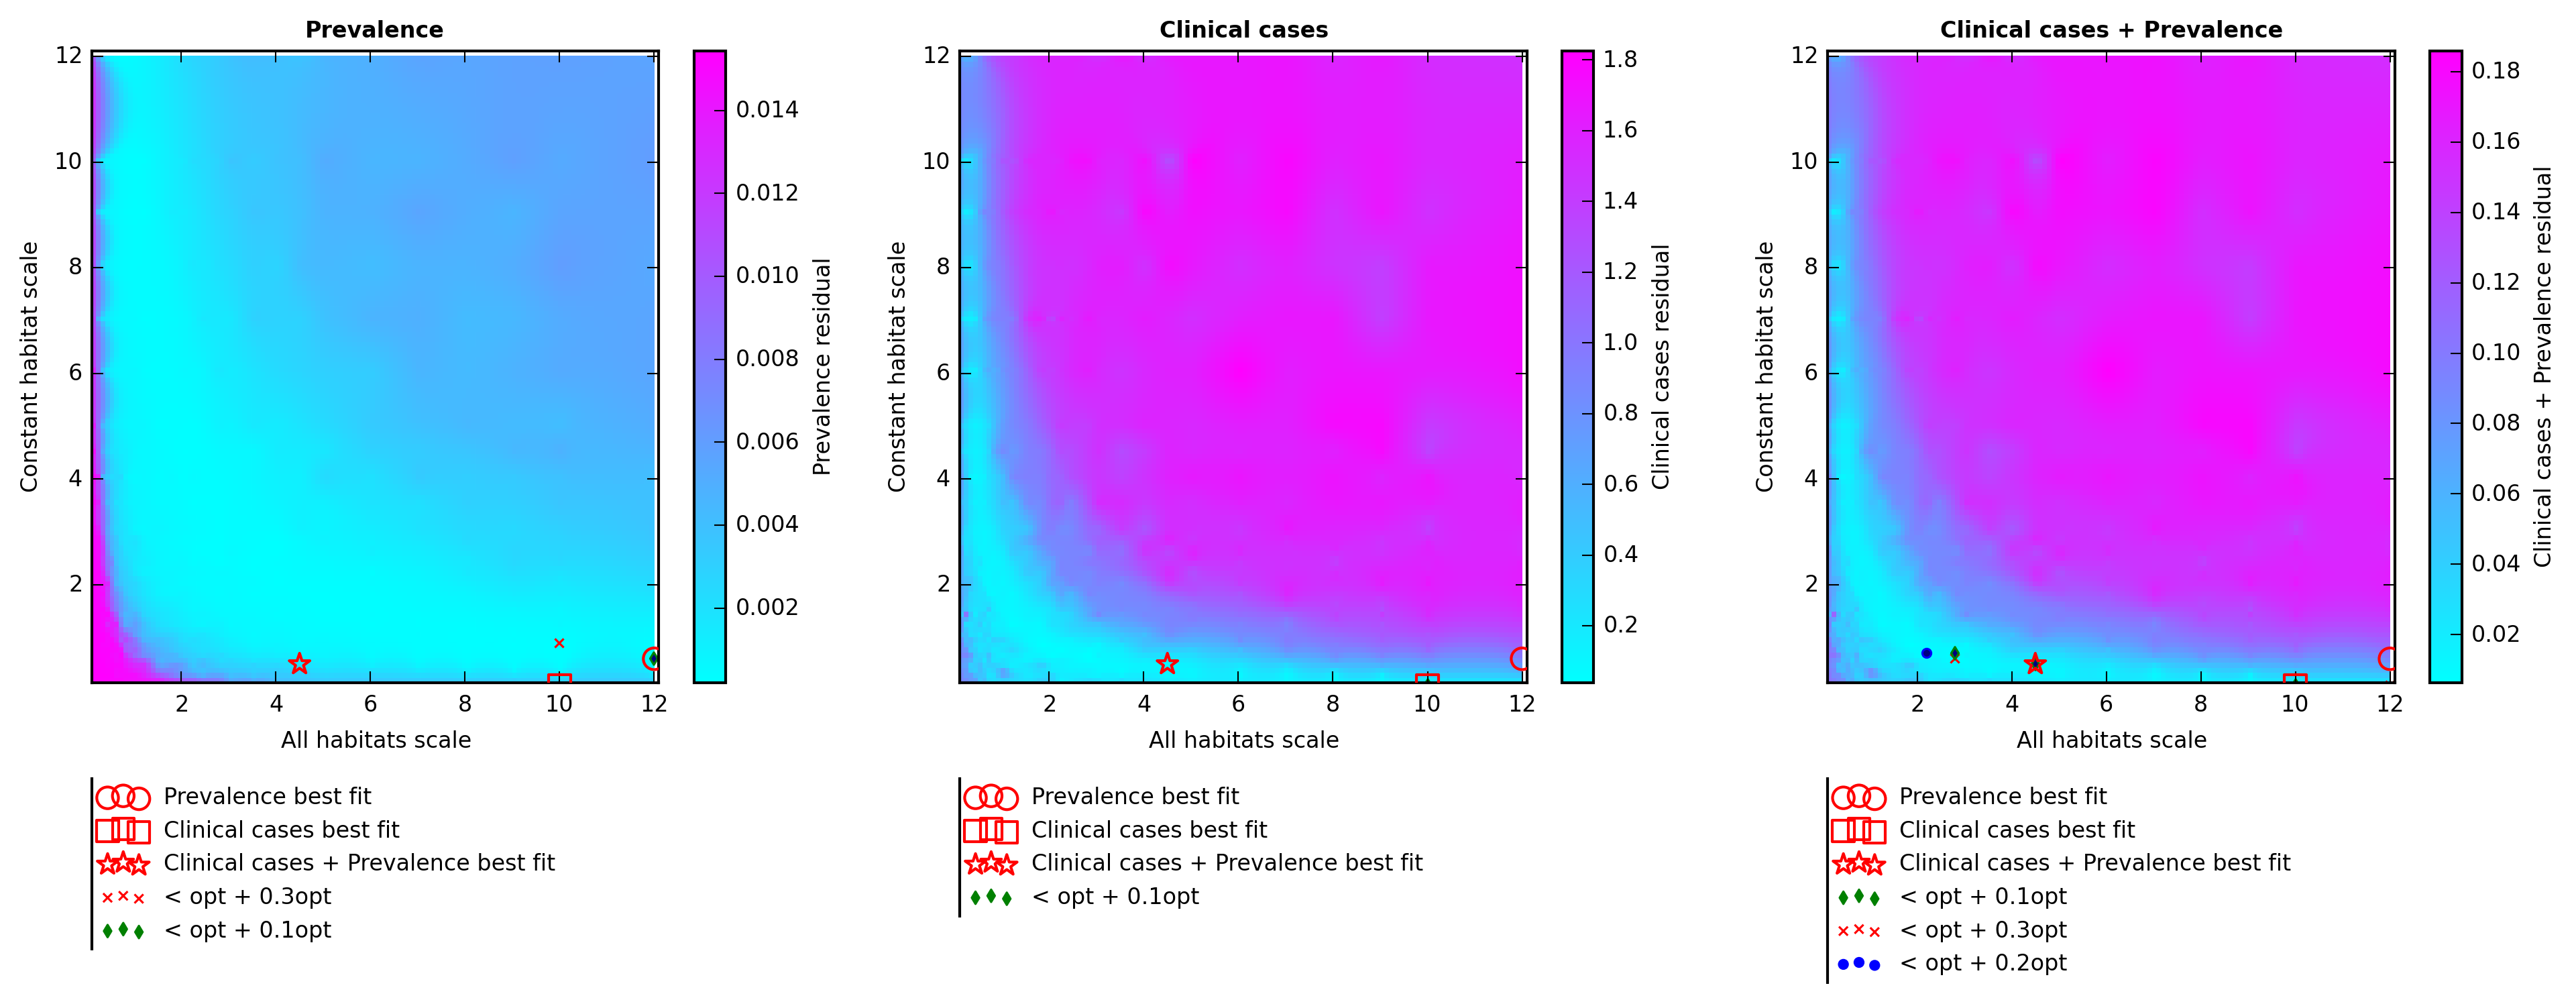 Prevalence
12
10
8
6
4
2
2 4 6 8 10 12
Constant habitat scale
All habitats scale
0.014
0.012
0.010
0.008
0.006
0.004
0.002
Prevalence residual
Prevalence best fit
Clinical cases best fit
Clinical cases + Prevalence best fit
< opt + 0.3opt
< opt + 0.1opt
Clinical cases
12
10
8
6
4
2
2 4 6 8 10 12
Constant habitat scale
All habitats scale
1.8
1.6
1.4
1.2
1.0
0.8
0.6
0.4
0.2
Clinical cases residual
Prevalence best fit
Clinical cases best fit
Clinical cases + Prevalence best fit
< opt + 0.1opt
Clinical cases + Prevalence
12
10
8
6
4
2
2 4 6 8 10 12
Constant habitat scale
All habitats scale
0.18
0.16
0.14
0.12
0.10
0.08
0.06
0.04
0.02
Clinical cases + Prevalence residual
Prevalence best fit
Clinical cases best fit
Clinical cases + Prevalence best fit
< opt + 0.1opt
< opt + 0.3opt
< opt + 0.2opt